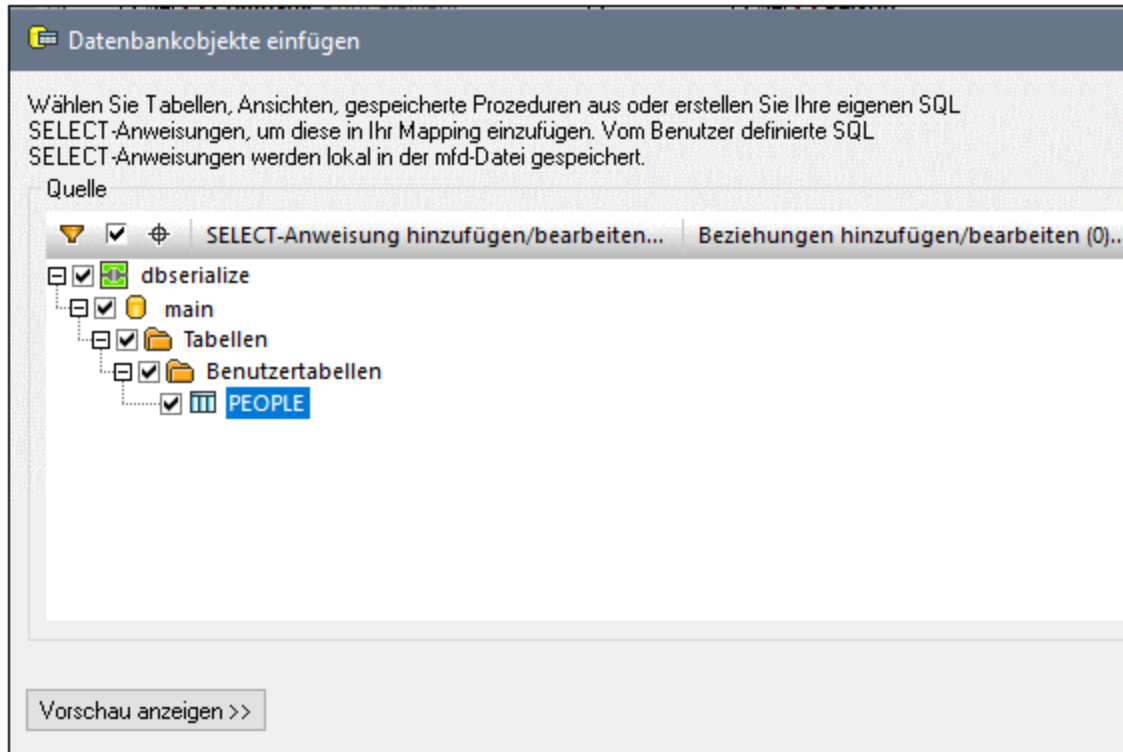 Datenbankobjekte einfügen
Wählen Sie Tabellen, Ansichten, gespeicherte Prozeduren aus oder erstellen Sie Ihre eigenen SQL
SELECT-Anweisungen, um diese in Ihr Mapping einzufügen. Vom Benutzer definierte SQL
SELECT-Anweisungen werden lokal in der mfd-Datei gespeichert.
Quelle
SELECT-Anweisung hinzufügen/bearbeiten... Beziehungen hinzufügen/bearbeiten (0)..
dbserialize
main
Tabellen
Benutzertabellen
PEOPLE
Vorschau anzeigen >>